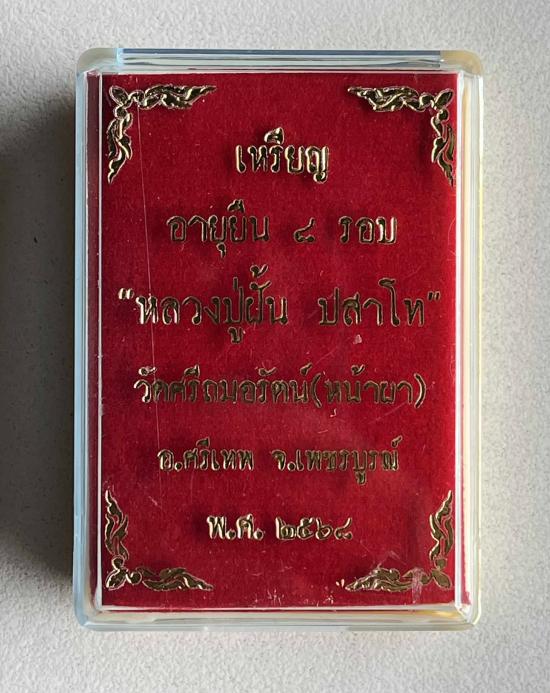 เหรียญ
อายุยืน ๘ รอบ
"หลวงปู่ฝั้น ปสาโท"
วัดศรีถมอรัตน์(หน้าผา)
อ.ศรีเทพ จ.เพชรบูรณ์
พ.ศ. ๒๕๖๘